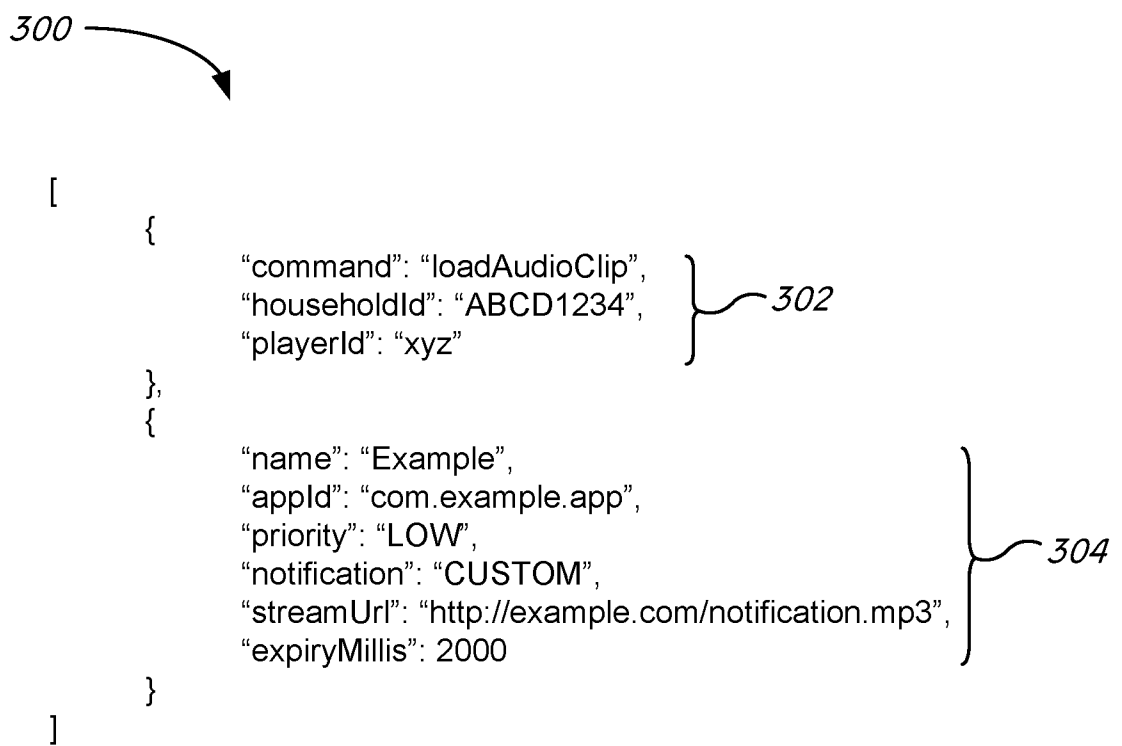 300
[
{
“command”: “loadAudioClip”,
“householdId”: “ABCD1234”,
302
“playerId”: “xyz”
},
{
“name”: “Example”,
“appId”: “com.example.app”,
“priority”: “LOW”,
304
“notification”: “CUSTOM”,
“streamUrl”: “http://example.com/notification.mp3”,
“expiryMillis”: 2000
}
]